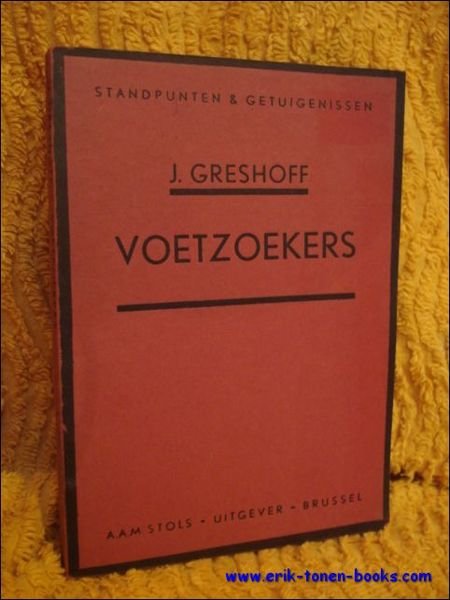 STANDPUNTEN & GETUIGENISSEN
J. GRESHOFF
VOETZOEKERS
A.A.M STOLS - UITGEVER - BRUSSEL
www.erik-tonen-books.com